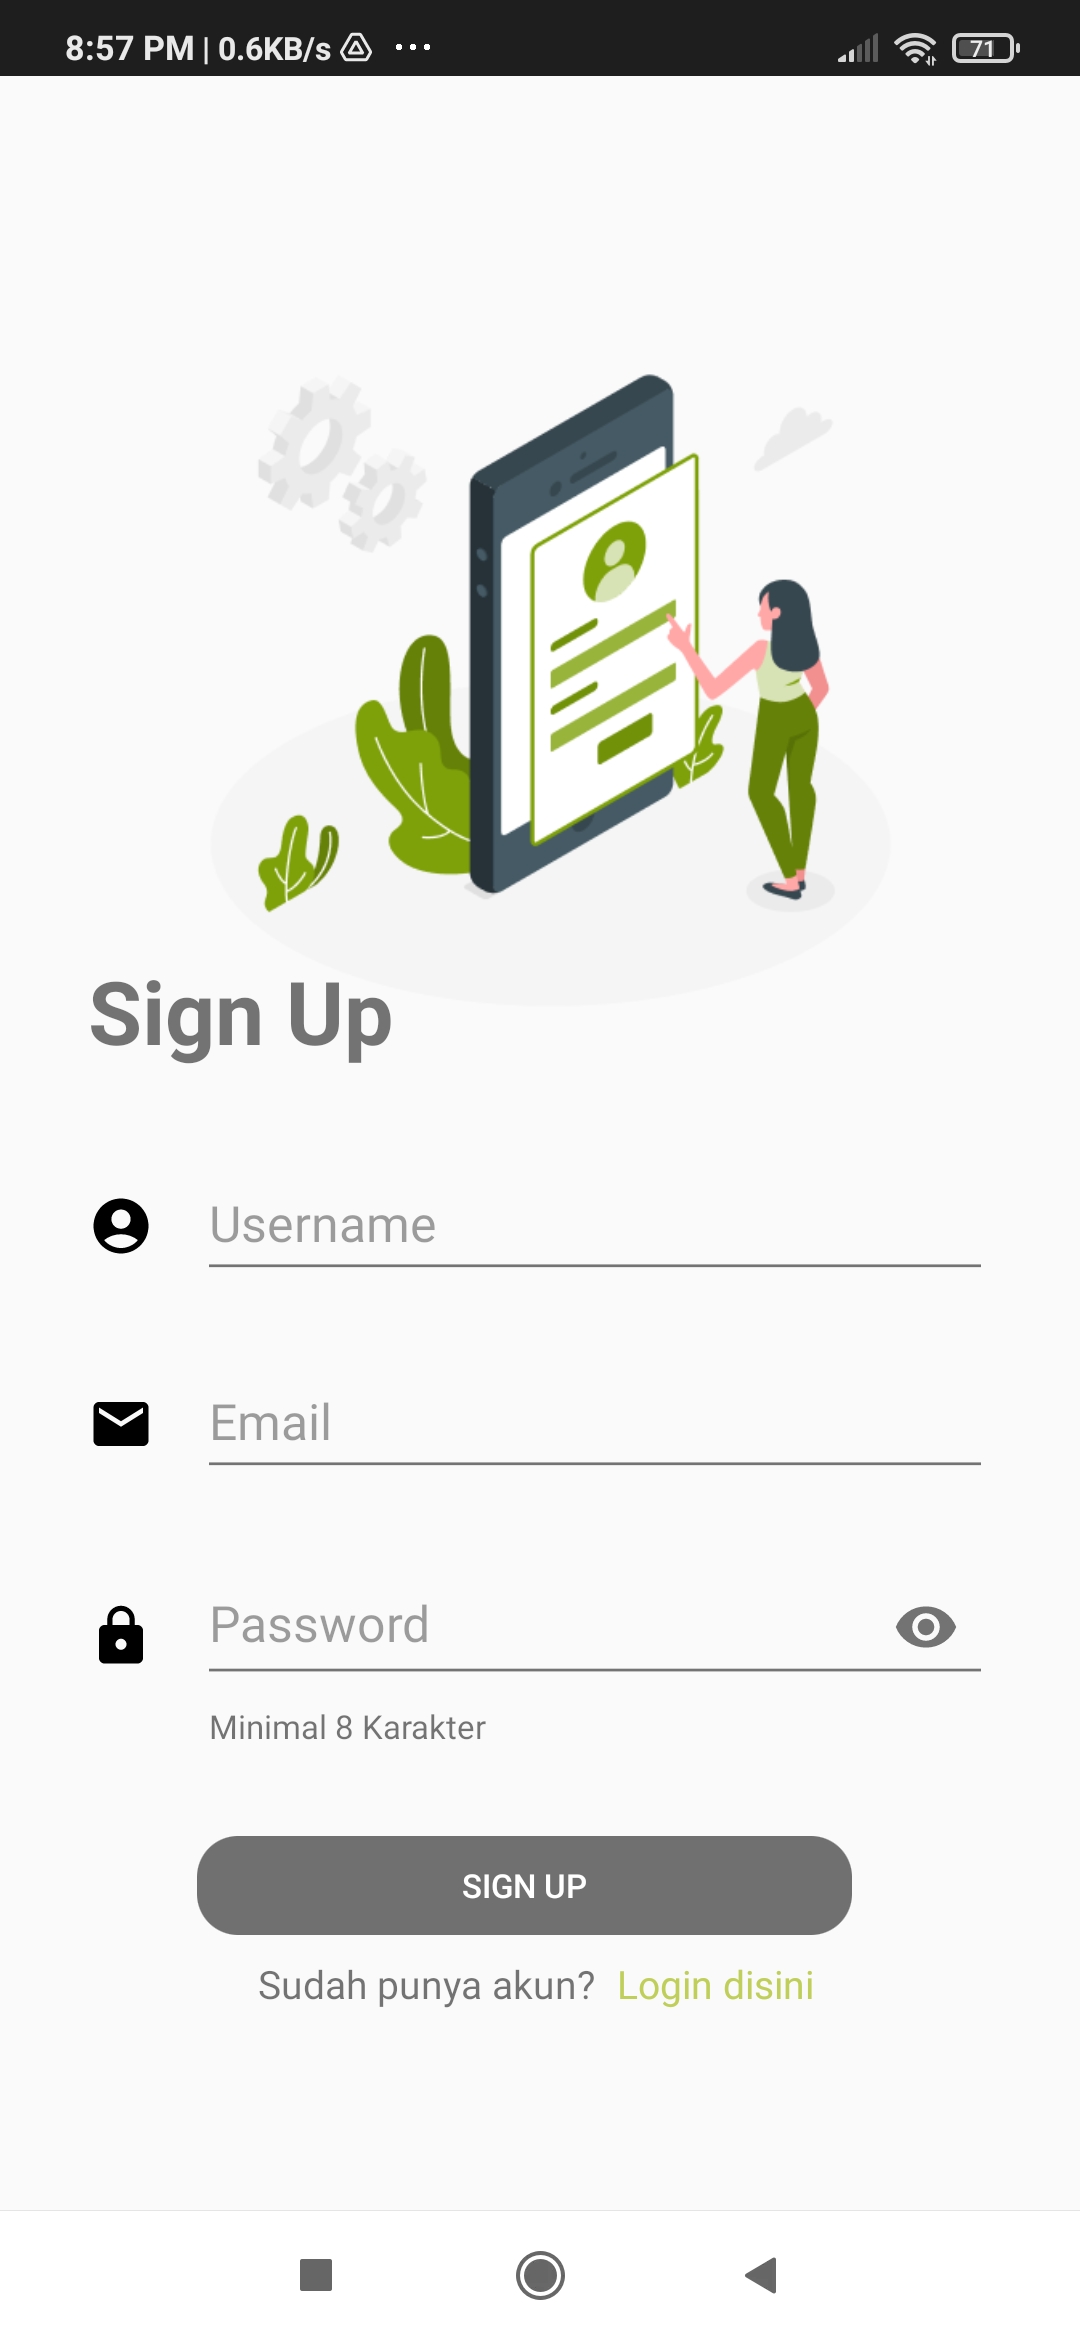 8:57 PM | 0.6KB/s ...
71
Sign Up
Username
Email
Password
Minimal 8 Karakter
SIGN UP
Sudah punya akun? Login disini